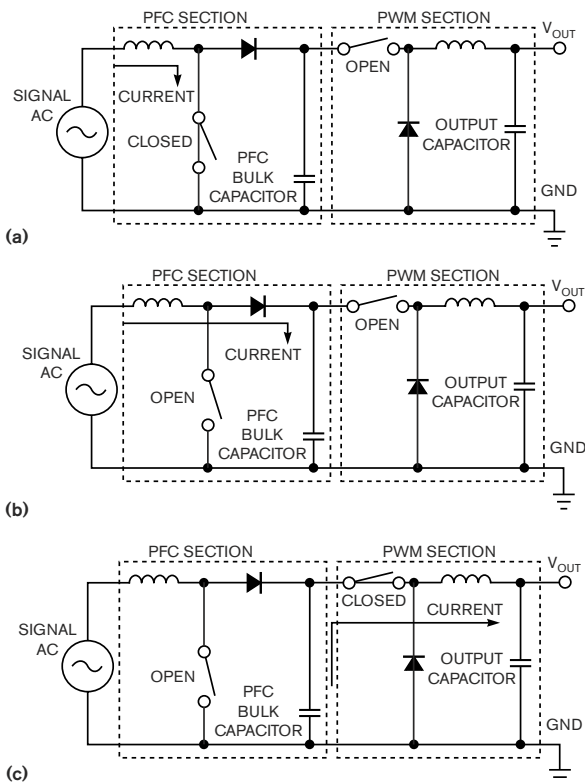 PFC SECTION
PWM SECTION
V_OUT
OPEN
SIGNAL
AC
CURRENT
CLOSED
PFC
BULK
CAPACITOR
OUTPUT
CAPACITOR
GND
(a)
PFC SECTION
PWM SECTION
V_OUT
OPEN
SIGNAL
AC
CURRENT
OPEN
PFC
BULK
CAPACITOR
OUTPUT
CAPACITOR
GND
(b)
PFC SECTION
PWM SECTION
V_OUT
CLOSED
SIGNAL
AC
CURRENT
OPEN
PFC
BULK
CAPACITOR
OUTPUT
CAPACITOR
GND
(c)